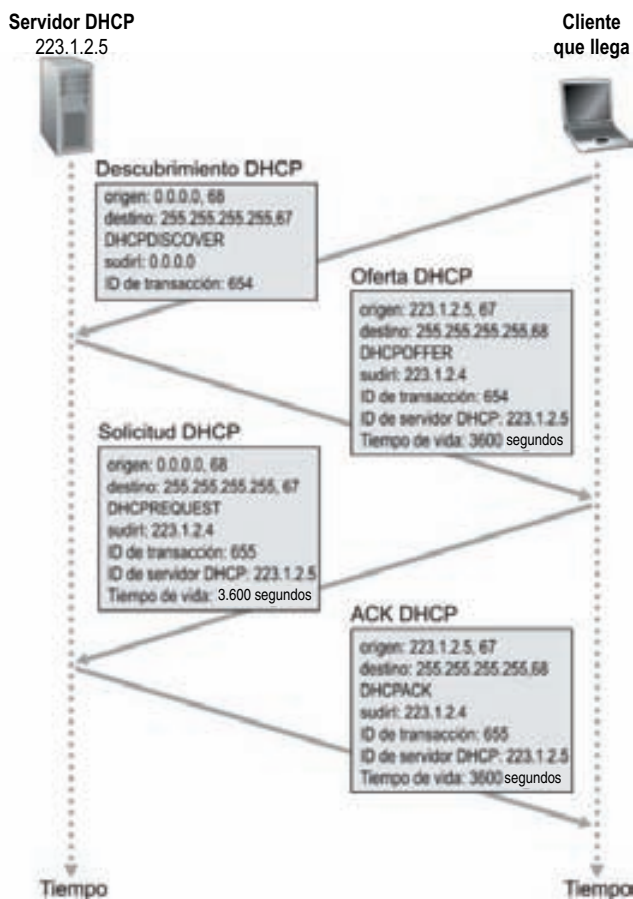 Servidor DHCP
223.1.2.5
Cliente
que llega
Descubrimiento DHCP
origen: 0.0.0.0, 68
destino: 255.255.255.255,67
DHCPDISCOVER
sudirI: 0.0.0.0
ID de transacción: 654
Oferta DHCP
origen: 223.1.2.5, 67
destino: 255.255.255.255,68
DHCPOFFER
sudirI: 223.1.2.4
ID de transacción: 654
ID de servidor DHCP: 223.1.2.5
Tiempo de vida: 3600 segundos
Solicitud DHCP
origen: 0.0.0.0, 68
destino: 255.255.255.255, 67
DHCPREQUEST
sudirI: 223.1.2.4
ID de transacción: 655
ID de servidor DHCP: 223.1.2.5
Tiempo de vida: 3.600 segundos
ACK DHCP
origen: 223.1.2.5, 67
destino: 255.255.255.255,68
DHCPACK
sudirI: 223.1.2.4
ID de transacción: 655
ID de servidor DHCP: 223.1.2.5
Tiempo de vida: 3600 segundos
Tiempo
Tiempo